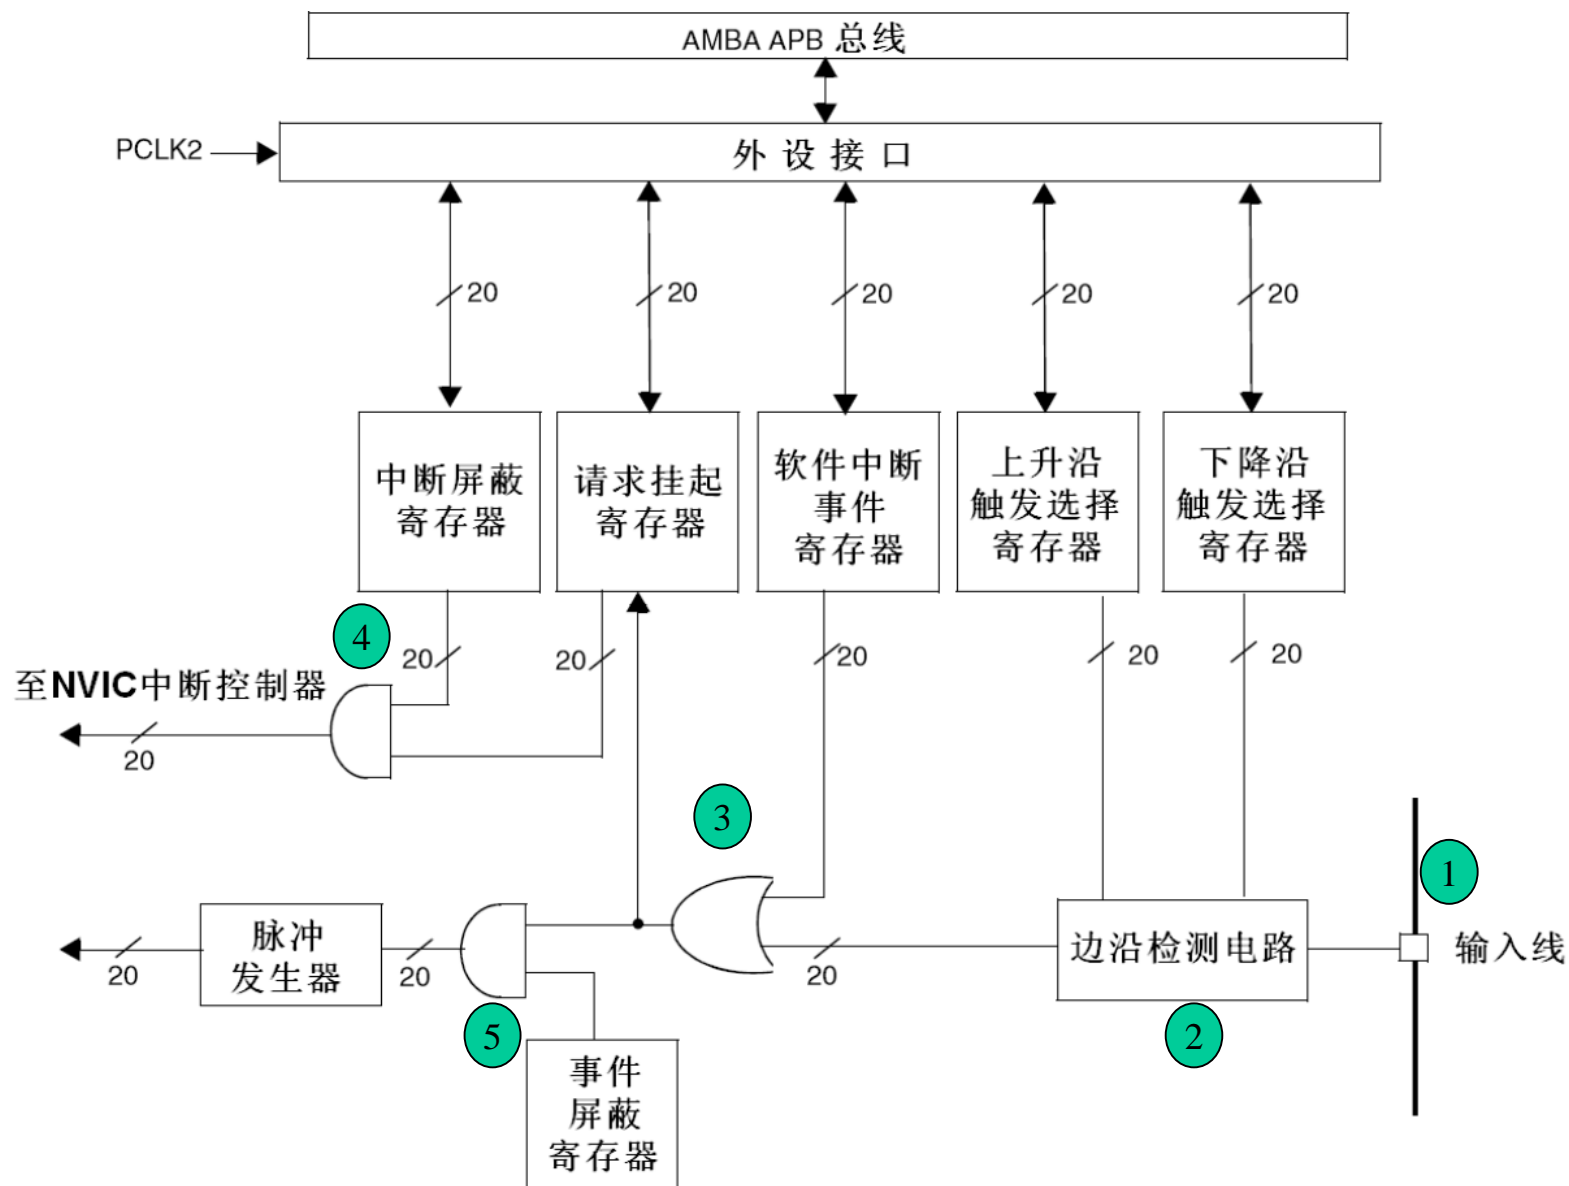 AMBA APB 总线
PCLK2
外设接口
20
20
20
20
20
中断屏蔽
寄存器
请求挂起
寄存器
软件中断
事件
寄存器
上升沿
触发选择
寄存器
下降沿
触发选择
寄存器
4
20
20
20
20
20
至NVIC中断控制器
20
3
1
脉冲
发生器
20
20
20
边沿检测电路
输入线
5
2
事件
屏蔽
寄存器